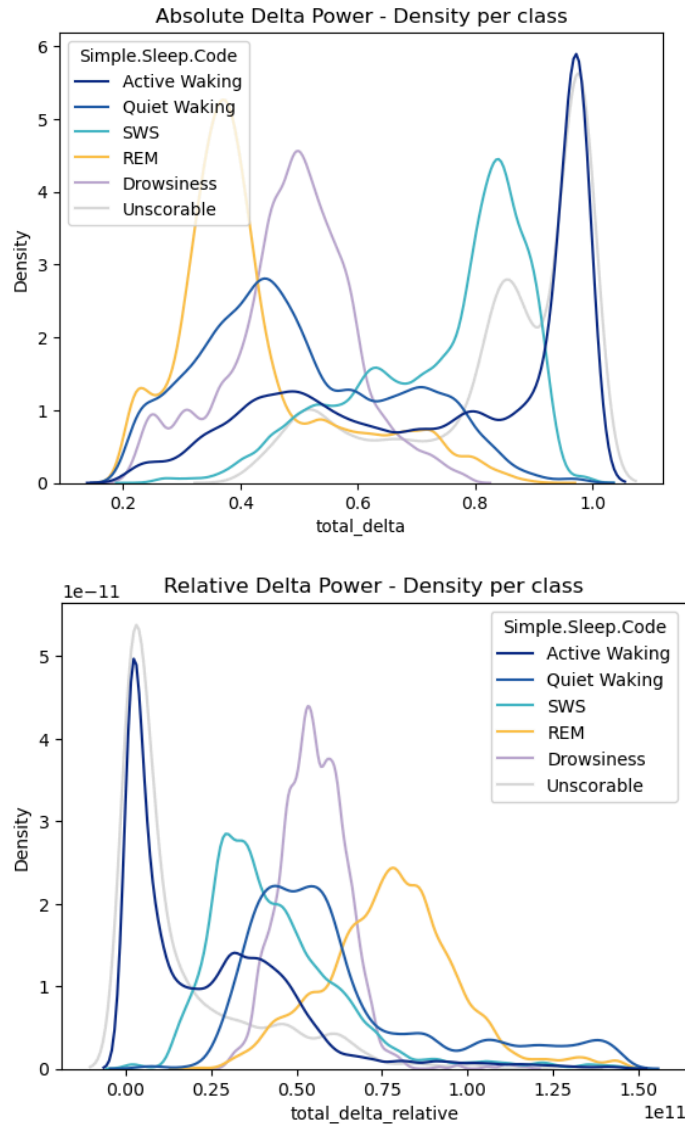 Absolute Delta Power - Density per class
6
5
4
3
2
1
0
Density
Simple.Sleep.Code
Active Waking
Quiet Waking
SWS
REM
Drowsiness
Unscorable
0.2 0.4 0.6 0.8 1.0
total_delta
1e-11
Relative Delta Power - Density per class
5
4
3
2
1
0
Density
Simple.Sleep.Code
Active Waking
Quiet Waking
SWS
REM
Drowsiness
Unscorable
0.00 0.25 0.50 0.75 1.00 1.25 1.50
1e11
total_delta_relative